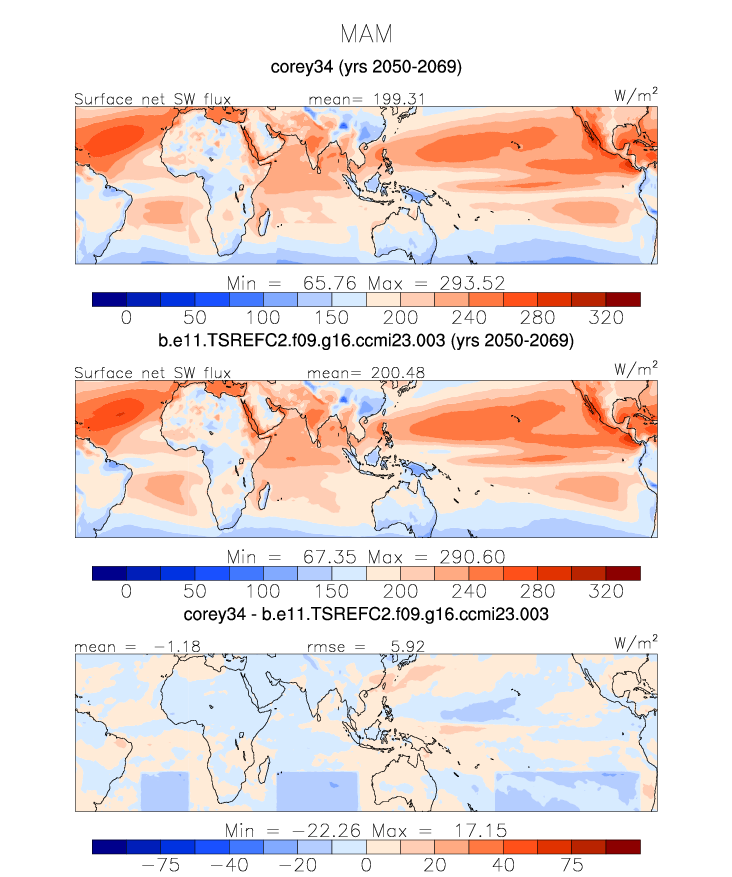 MAM
corey34 (yrs 2050-2069)
Surface net SW flux mean= 199.31 W/m²
Min = 65.76 Max = 293.52
0 50 100 150 200 240 280 320
b.e11.TSREFC2.f09.g16.ccmi23.003 (yrs 2050-2069)
Surface net SW flux mean= 200.48 W/m²
Min = 67.35 Max = 290.60
0 50 100 150 200 240 280 320
corey34 - b.e11.TSREFC2.f09.g16.ccmi23.003
mean = -1.18 rmse = 5.92 W/m²
Min = -22.26 Max = 17.15
-75 -40 -20 0 20 40 75